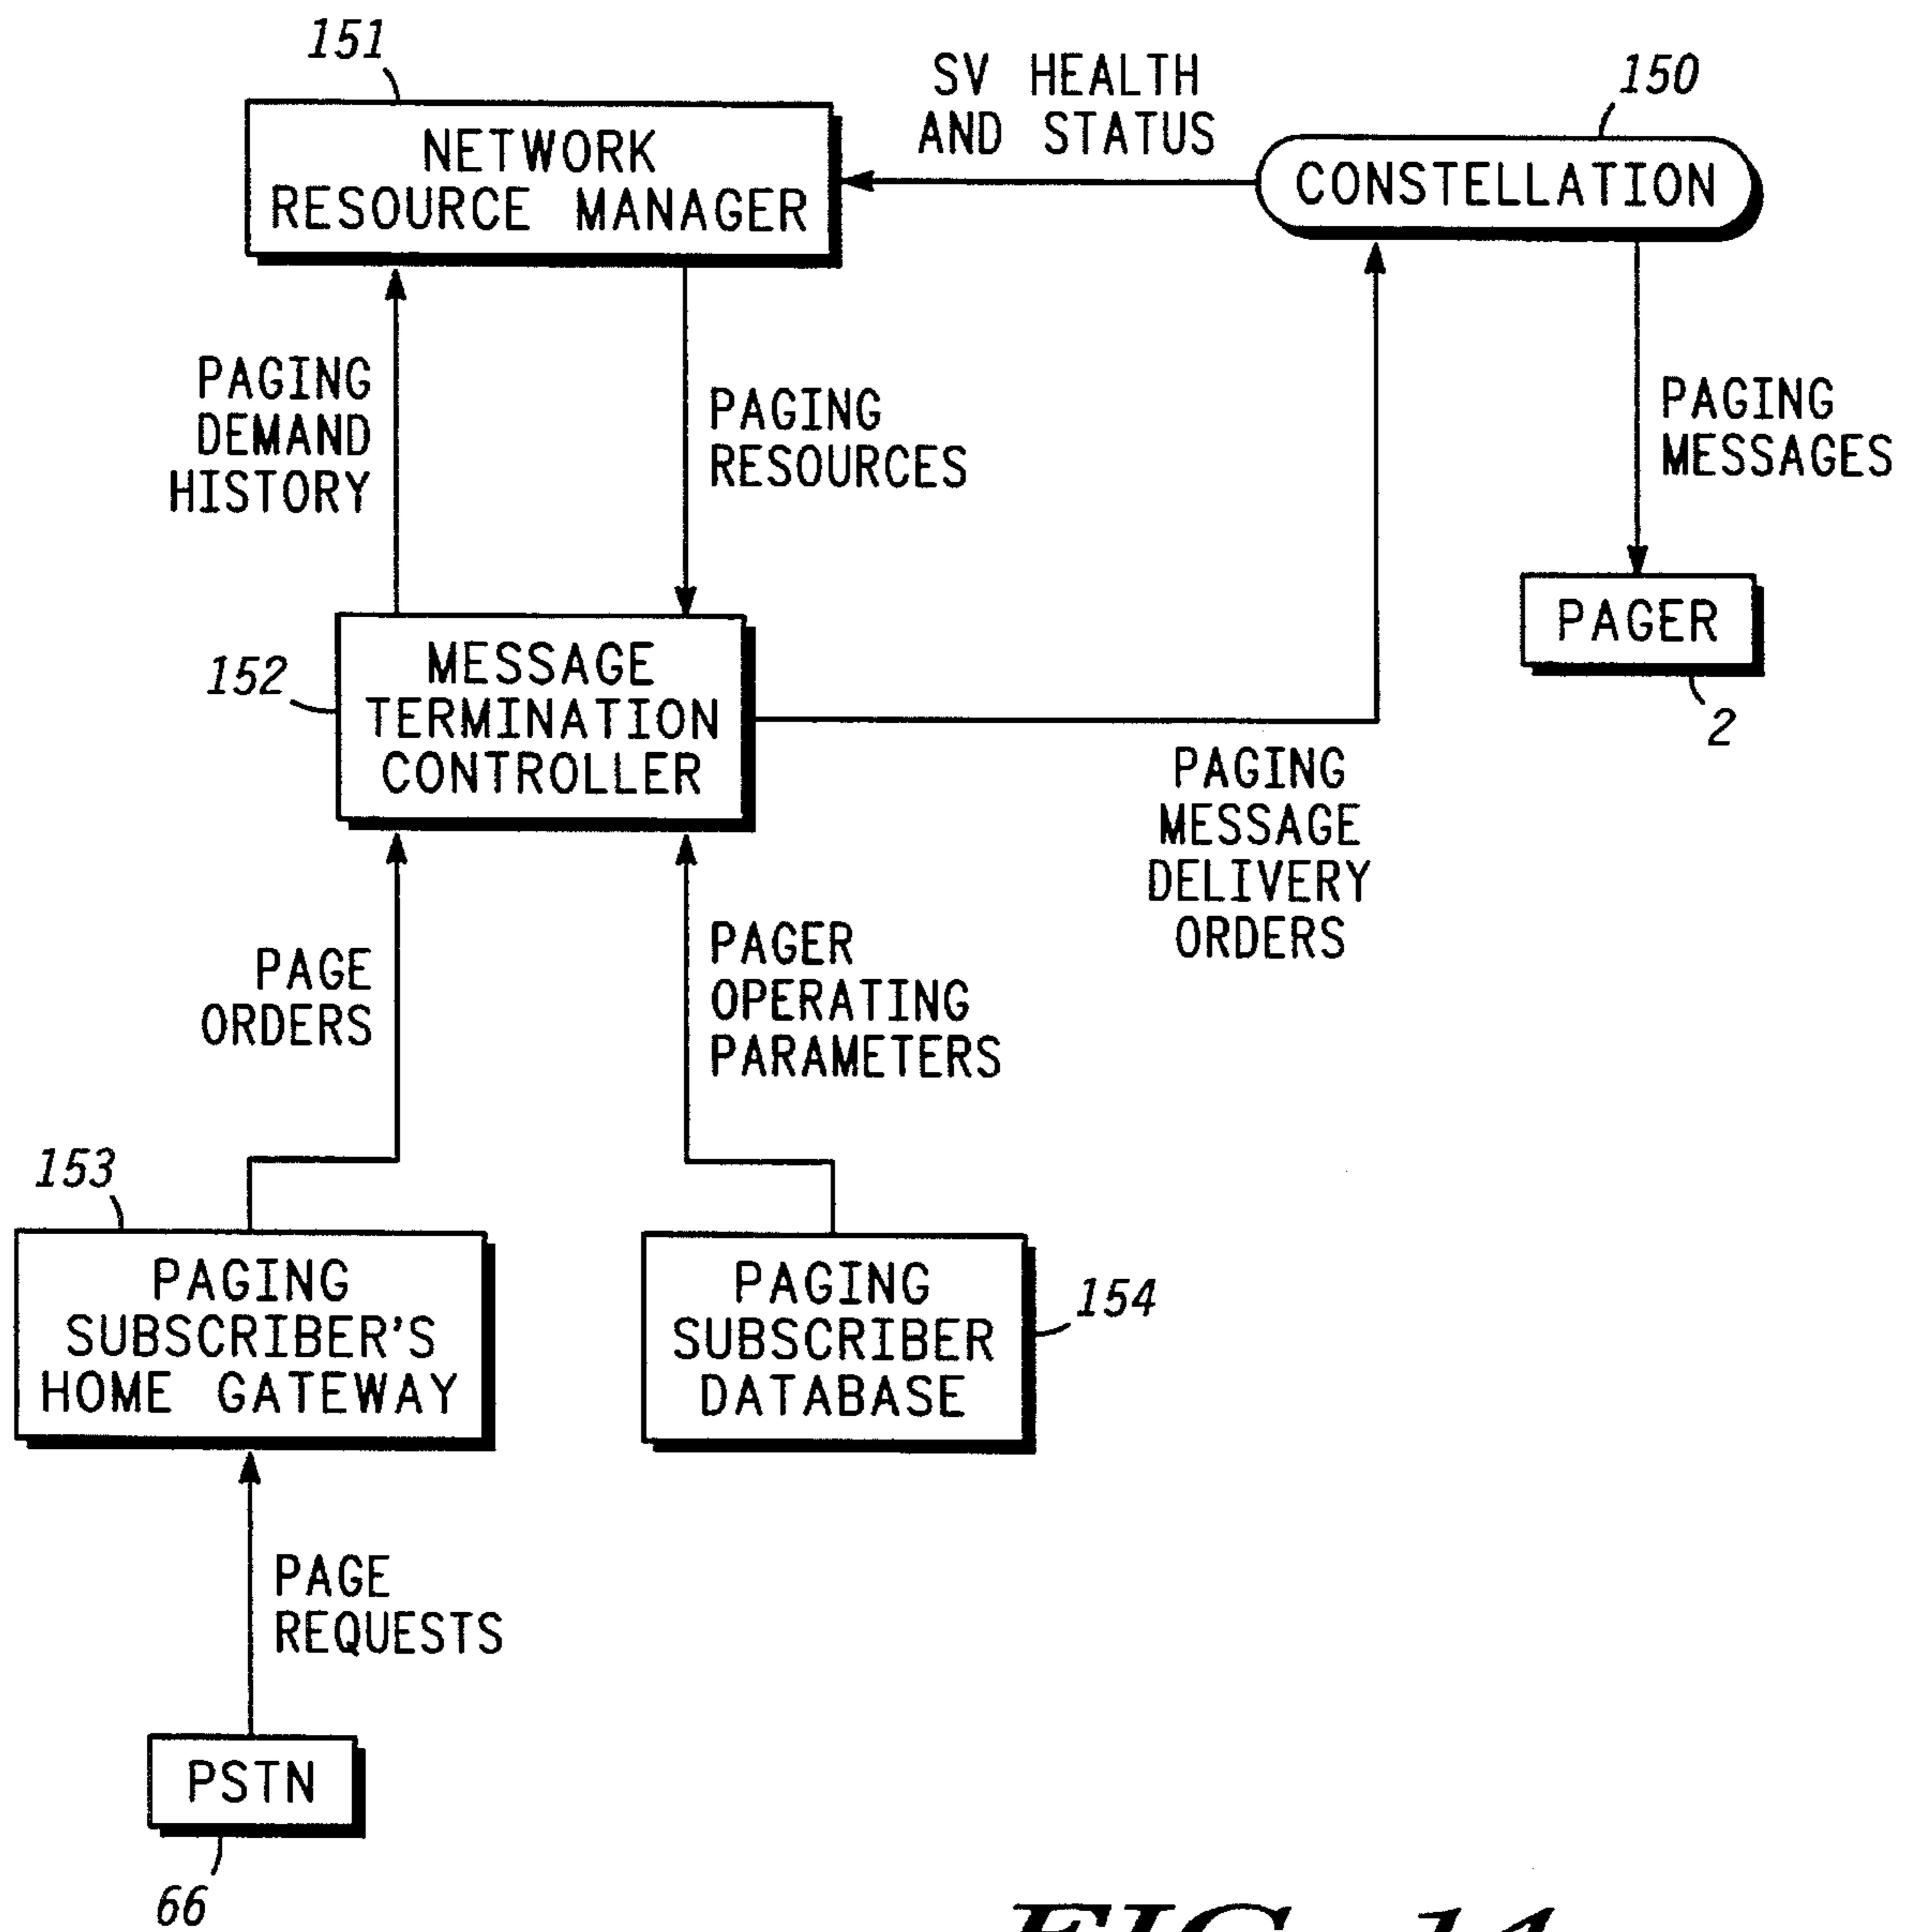 151
NETWORK
RESOURCE MANAGER
SV HEALTH
AND STATUS
150
CONSTELLATION
PAGING
DEMAND
HISTORY
PAGING
RESOURCES
PAGING
MESSAGES
PAGER
2
152
MESSAGE
TERMINATION
CONTROLLER
PAGING
MESSAGE
DELIVERY
ORDERS
PAGE
ORDERS
PAGER
OPERATING
PARAMETERS
153
PAGING
SUBSCRIBER'S
HOME GATEWAY
PAGING
SUBSCRIBER
DATABASE
154
PAGE
REQUESTS
PSTN
66